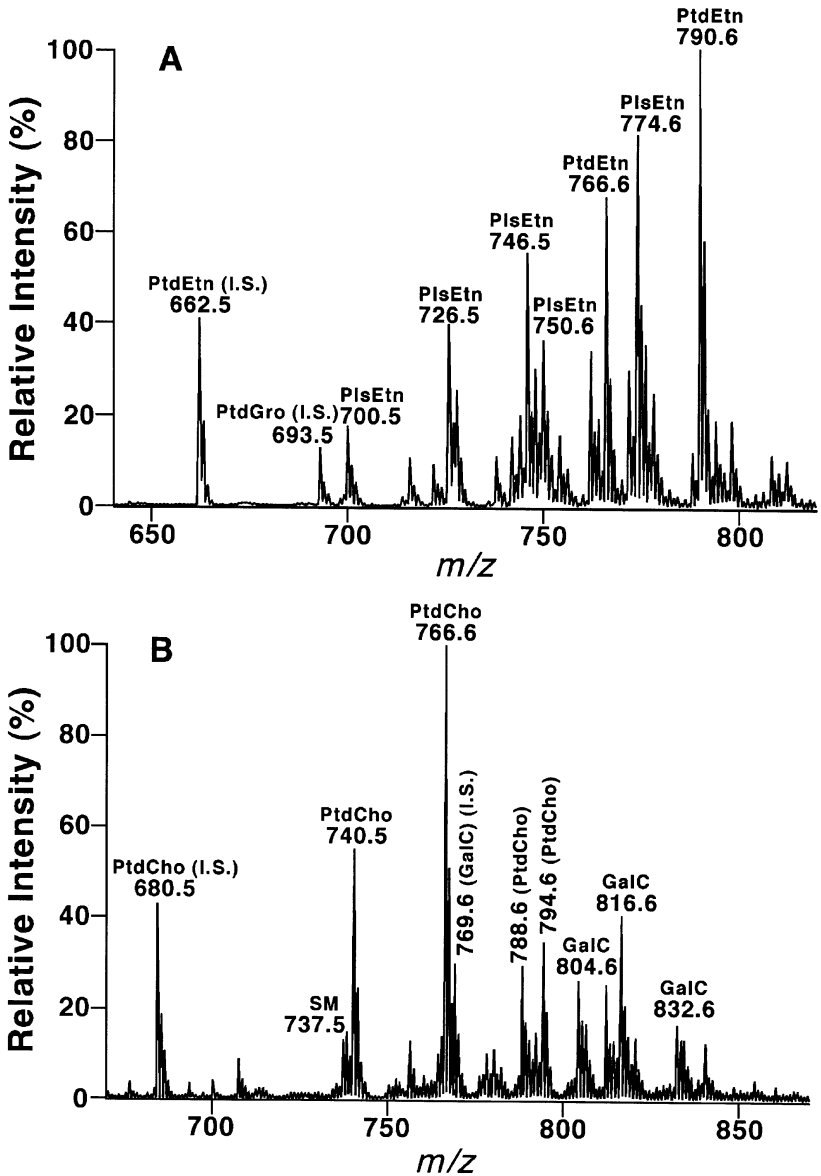 A
PtdEtn
790.6
PlsEtn
774.6
PtdEtn
766.6
PlsEtn
746.5
PlsEtn
726.5
PlsEtn
750.6
PtdEtn (I.S.)
662.5
PtdGro (I.S.)
693.5
PlsEtn
700.5
Relative Intensity (%)
100
80
60
40
20
0
650
700
750
800
m/z
B
PtdCho
766.6
PtdCho
740.5
PtdCho (I.S.)
680.5
SM
737.5
769.6 (GalC) (I.S.)
788.6 (PtdCho)
794.6 (PtdCho)
GalC
804.6
GalC
816.6
GalC
832.6
Relative Intensity (%)
100
80
60
40
20
0
700
750
800
850
m/z